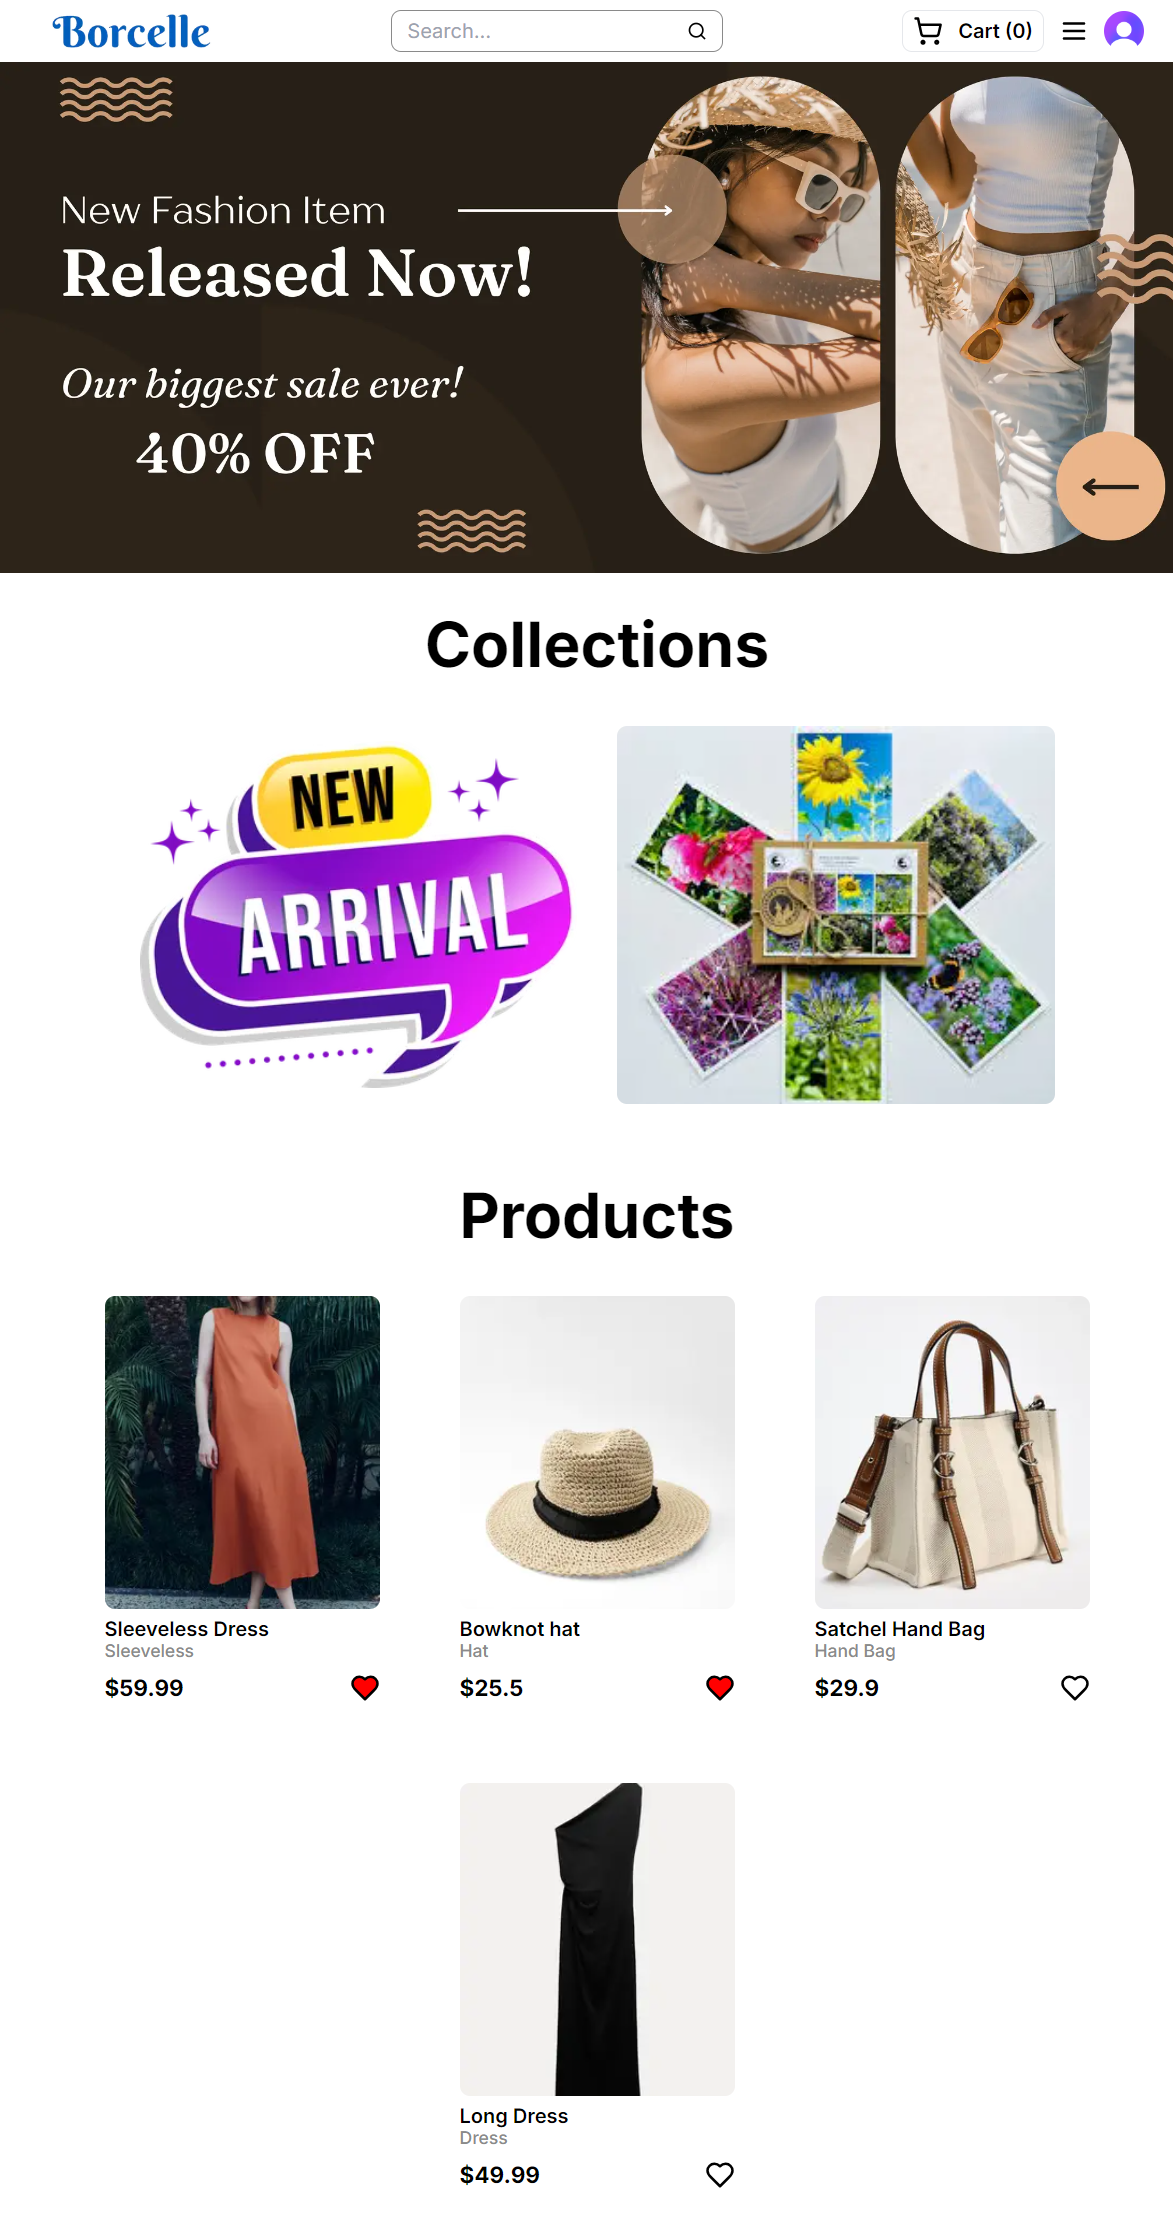 Borcelle
Search...
Cart (0)
New Fashion Item
Released Now!
Our biggest sale ever!
40% OFF
Collections
NEW
ARRIVAL
Products
Sleeveless Dress
Sleeveless
$59.99
Bowknot hat
Hat
$25.5
Satchel Hand Bag
Hand Bag
$29.9
Long Dress
Dress
$49.99